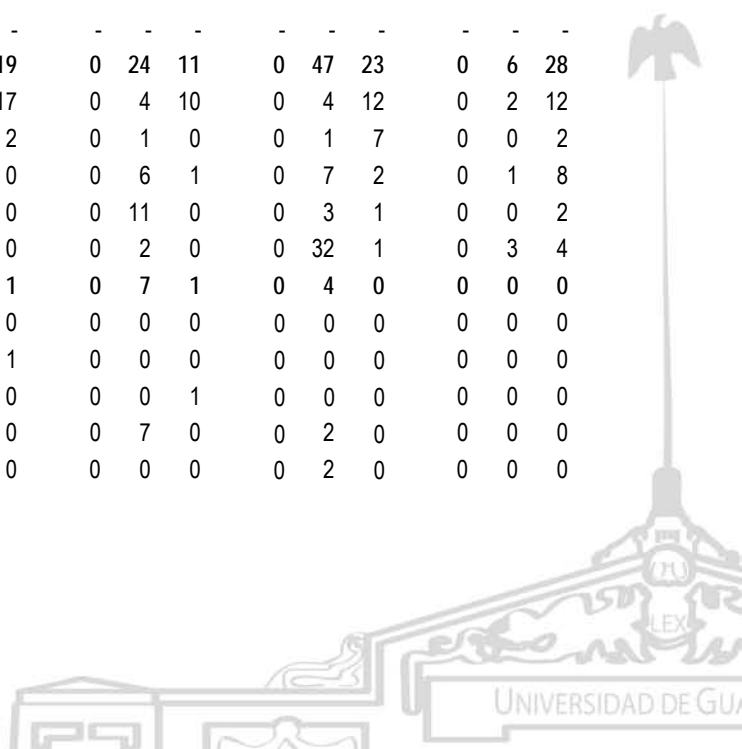 - - - - - - - - - -
19 0 24 11 0 47 23 0 6 28
17 0 4 10 0 4 12 0 2 12
2 0 1 0 0 1 7 0 0 2
0 0 6 1 0 7 2 0 1 8
0 0 11 0 0 3 1 0 0 2
0 0 2 0 0 32 1 0 3 4
1 0 7 1 0 4 0 0 0 0
0 0 0 0 0 0 0 0 0 0
1 0 0 0 0 0 0 0 0 0
0 0 0 1 0 0 0 0 0 0
0 0 7 0 0 2 0 0 0 0
0 0 0 0 0 2 0 0 0 0
LEX
UNIVERSIDAD DE GUA